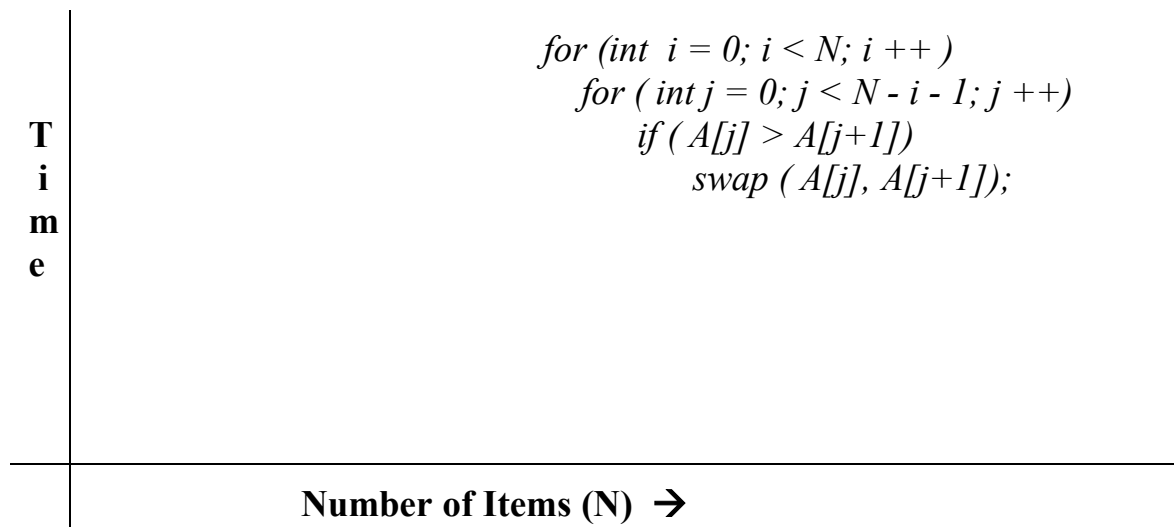 for (int i = 0; i < N; i ++ )
for ( int j = 0; j < N - i - 1; j ++)
if ( A[j] > A[j+1])
swap ( A[j], A[j+1]);
T
i
m
e
Number of Items (N) →